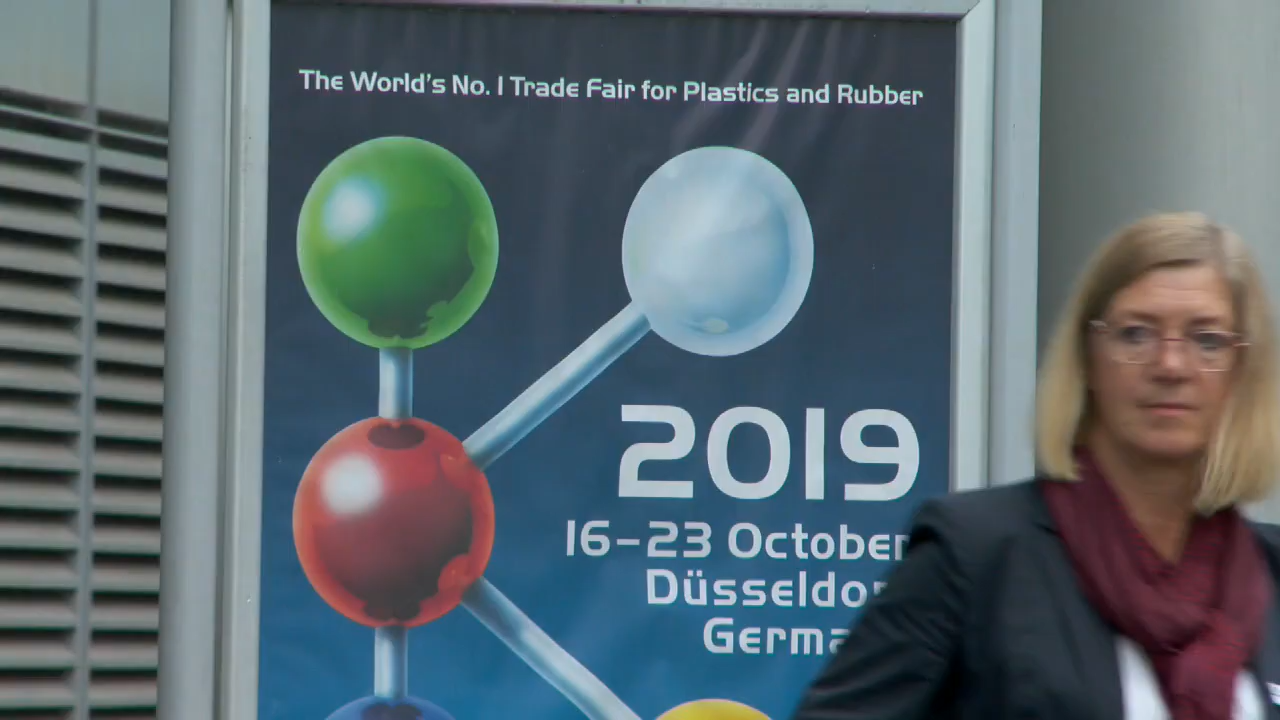 The World's No. 1 Trade Fair for Plastics and Rubber
2019
16-23 October
Düsseldo
Germa